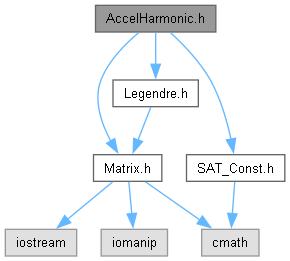 AccelHarmonic.h
Legendre.h
Matrix.h
SAT_Const.h
iostream
iomanip
cmath